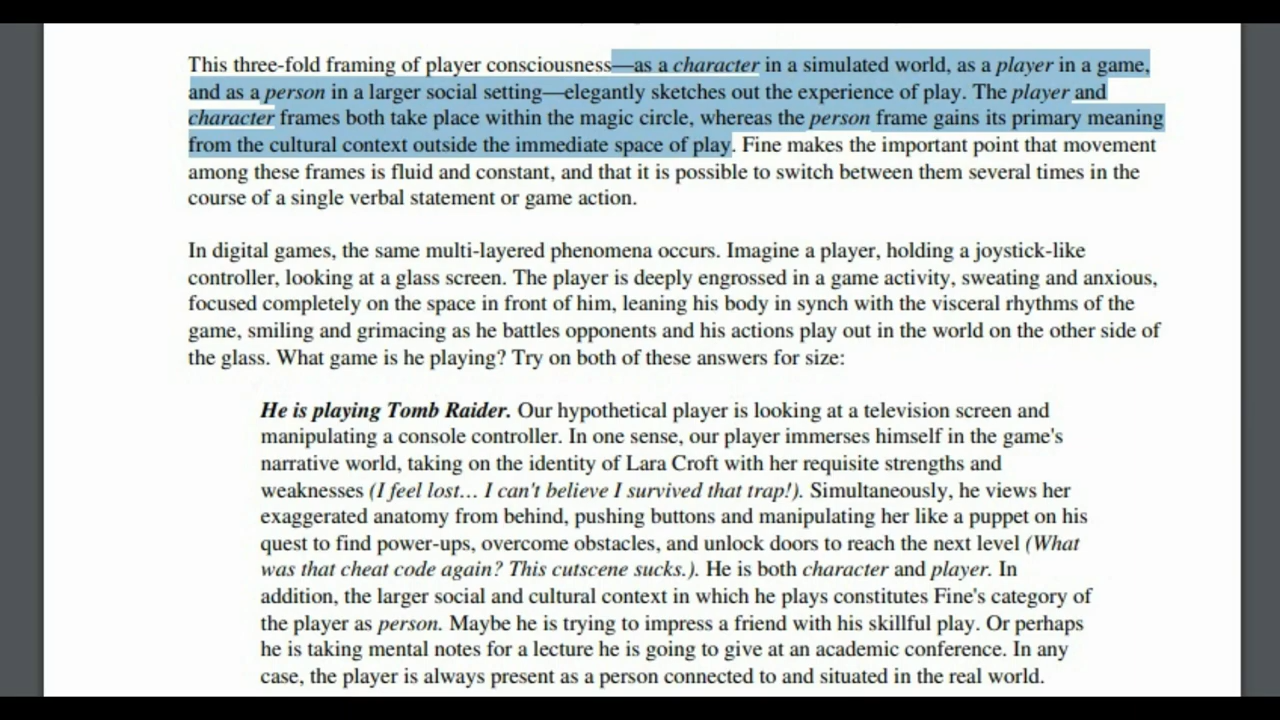 This three-fold framing of player consciousness—as a character in a simulated world, as a player in a game,
and as a person in a larger social setting—elegantly sketches out the experience of play. The player and
character frames both take place within the magic circle, whereas the person frame gains its primary meaning
from the cultural context outside the immediate space of play. Fine makes the important point that movement
among these frames is fluid and constant, and that it is possible to switch between them several times in the
course of a single verbal statement or game action.
In digital games, the same multi-layered phenomena occurs. Imagine a player, holding a joystick-like
controller, looking at a glass screen. The player is deeply engrossed in a game activity, sweating and anxious,
focused completely on the space in front of him, leaning his body in synch with the visceral rhythms of the
game, smiling and grimacing as he battles opponents and his actions play out in the world on the other side of
the glass. What game is he playing? Try on both of these answers for size:
He is playing Tomb Raider. Our hypothetical player is looking at a television screen and
manipulating a console controller. In one sense, our player immerses himself in the game's
narrative world, taking on the identity of Lara Croft with her requisite strengths and
weaknesses (I feel lost… I can't believe I survived that trap!). Simultaneously, he views her
exaggerated anatomy from behind, pushing buttons and manipulating her like a puppet on his
quest to find power-ups, overcome obstacles, and unlock doors to reach the next level (What
was that cheat code again? This cutscene sucks.). He is both character and player. In
addition, the larger social and cultural context in which he plays constitutes Fine's category of
the player as person. Maybe he is trying to impress a friend with his skillful play. Or perhaps
he is taking mental notes for a lecture he is going to give at an academic conference. In any
case, the player is always present as a person connected to and situated in the real world.